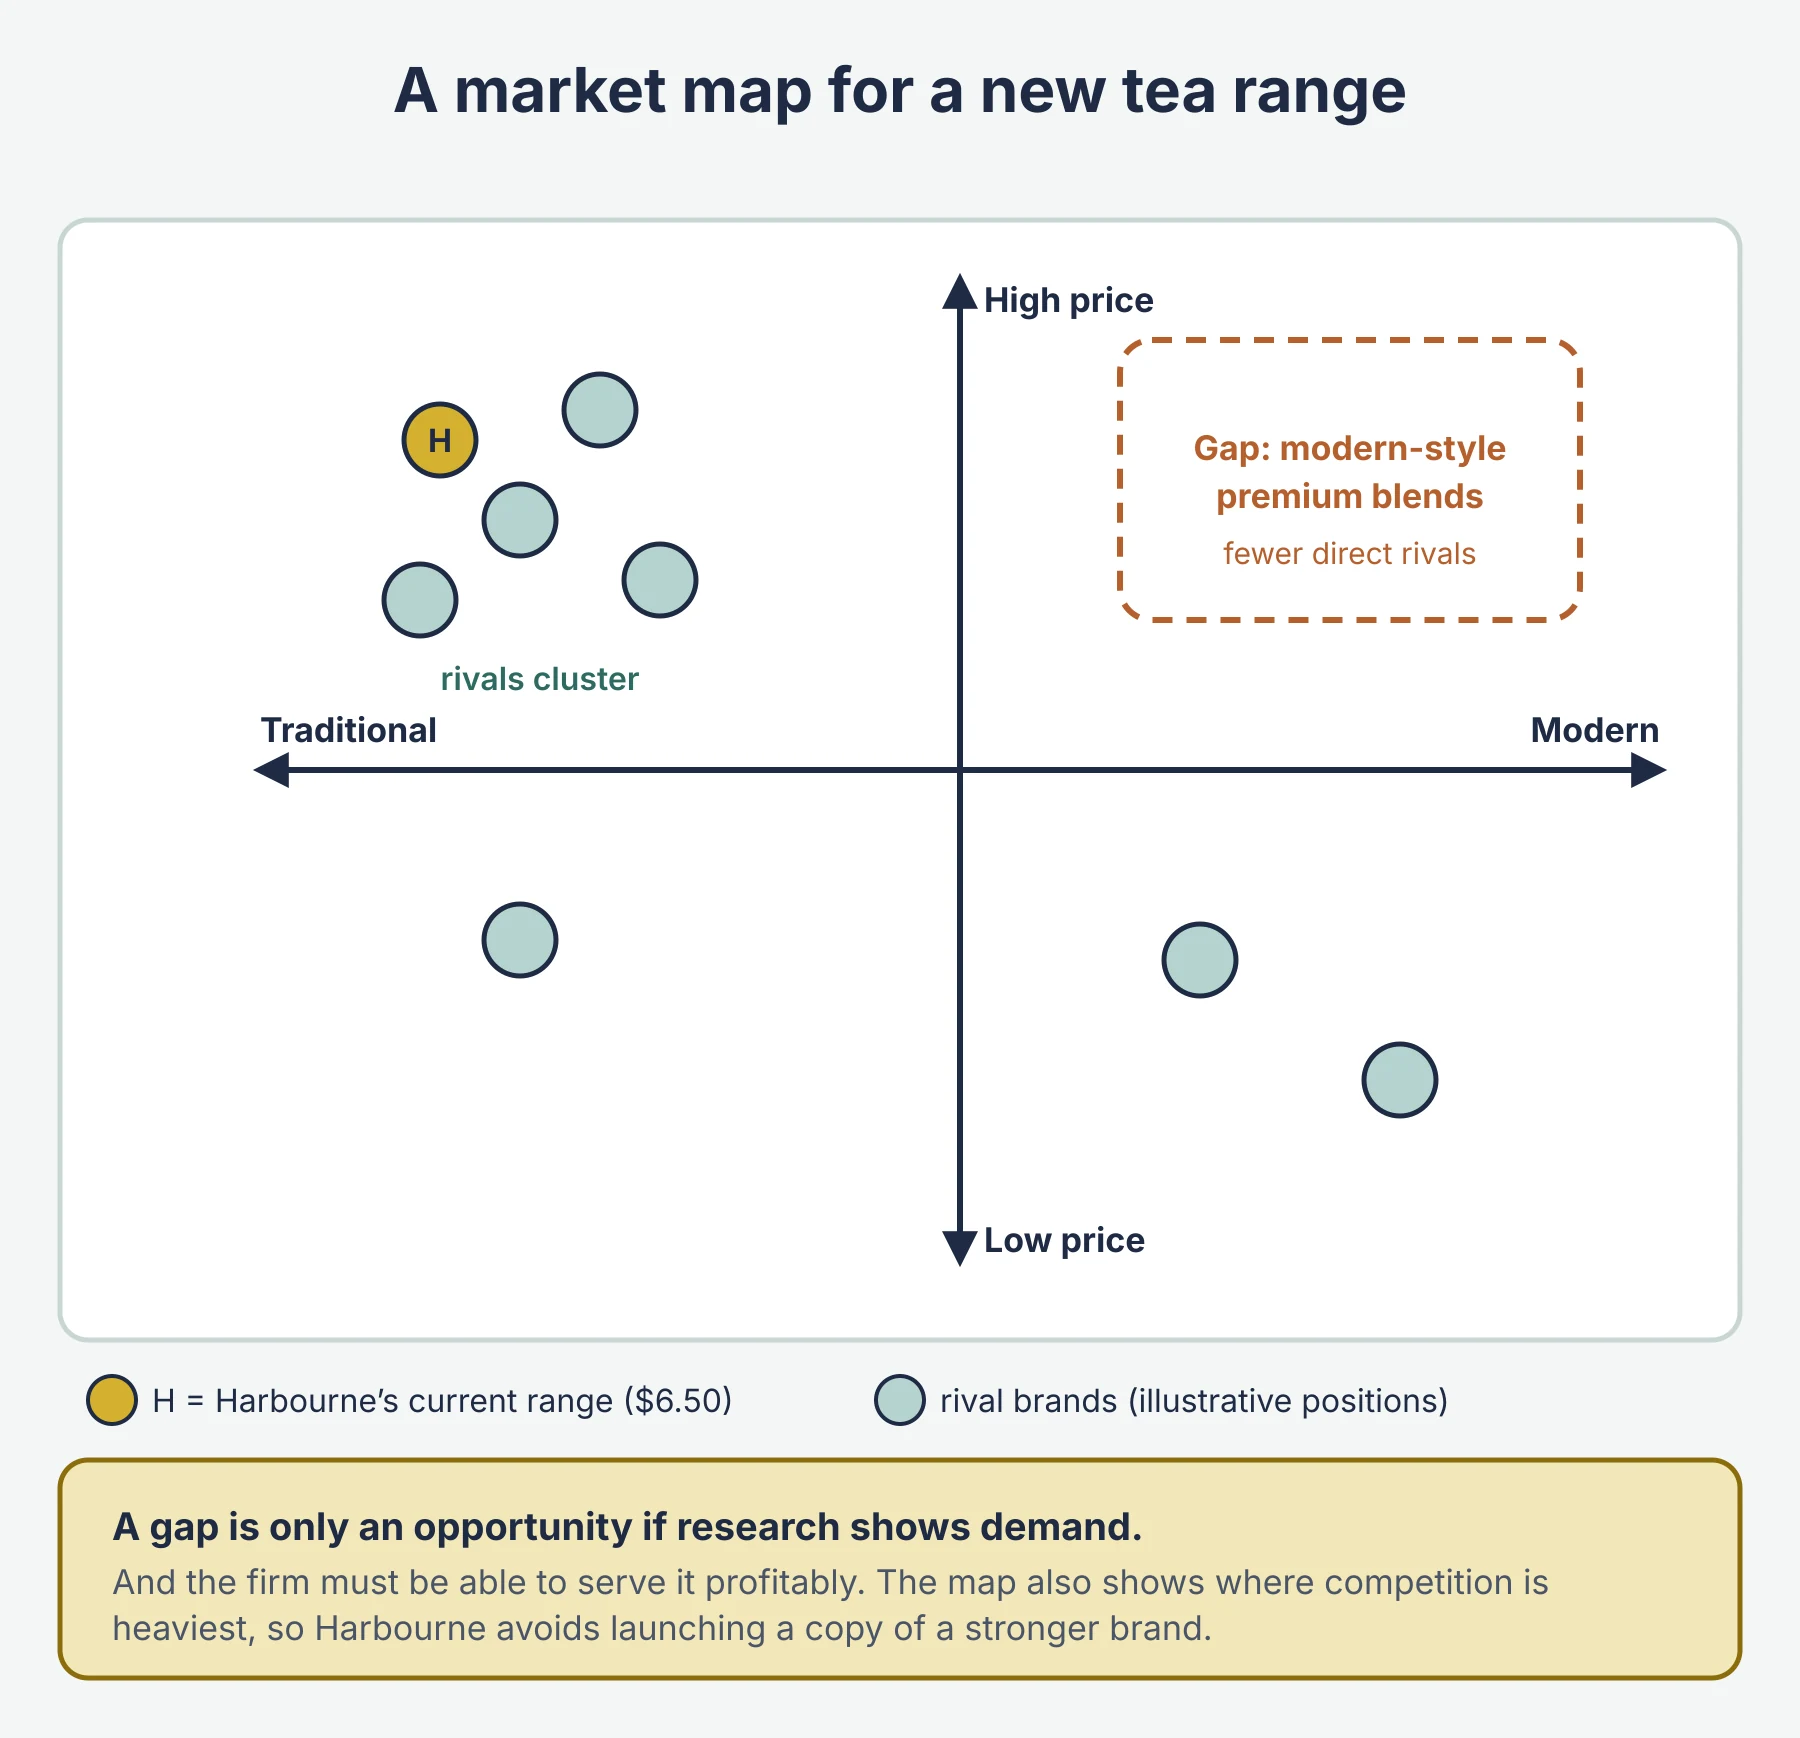 A market map for a new tea range
High price
H
Gap: modern-style
premium blends
fewer direct rivals
rivals cluster
Traditional
Modern
Low price
H = Harbourne’s current range ($6.50)
rival brands (illustrative positions)
A gap is only an opportunity if research shows demand.
And the firm must be able to serve it profitably. The map also shows where competition is
heaviest, so Harbourne avoids launching a copy of a stronger brand.